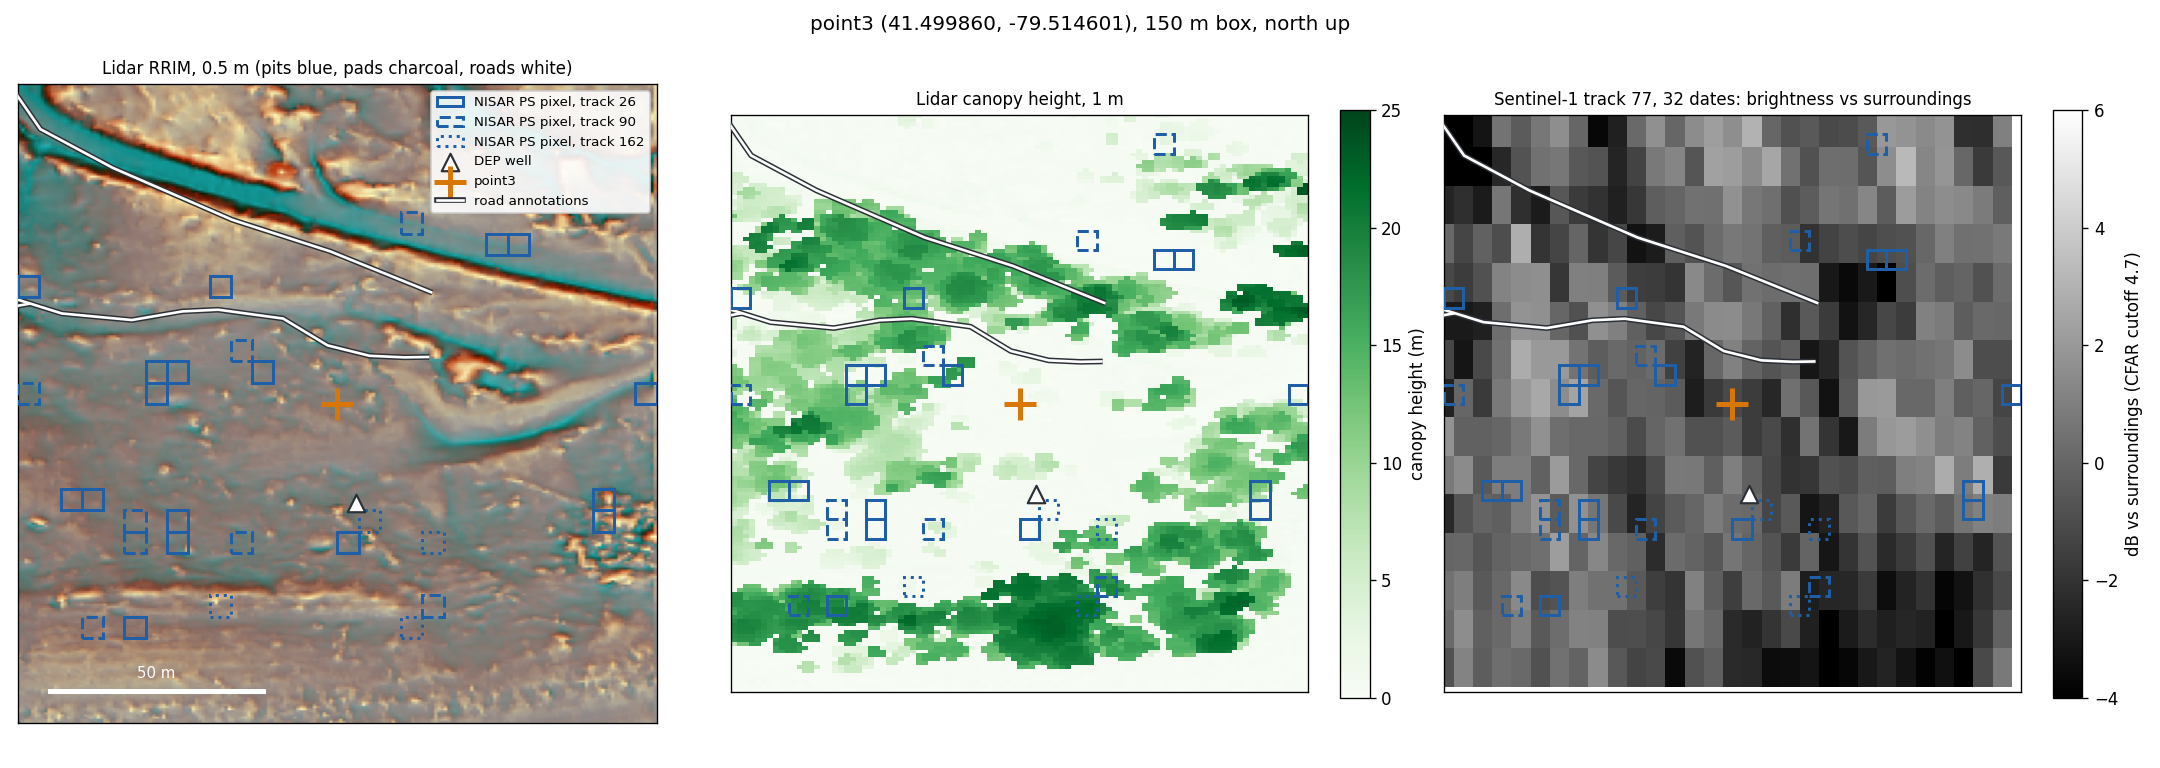 point3 (41.499860, -79.514601), 150 m box, north up
Lidar RRIM, 0.5 m (pits blue, pads charcoal, roads white)
NISAR PS pixel, track 26
NISAR PS pixel, track 90
NISAR PS pixel, track 162
DEP well
point3
road annotations
50 m
Lidar canopy height, 1 m
25
20
15
10
5
0
canopy height (m)
Sentinel-1 track 77, 32 dates: brightness vs surroundings
6
4
2
0
−2
−4
dB vs surroundings (CFAR cutoff 4.7)